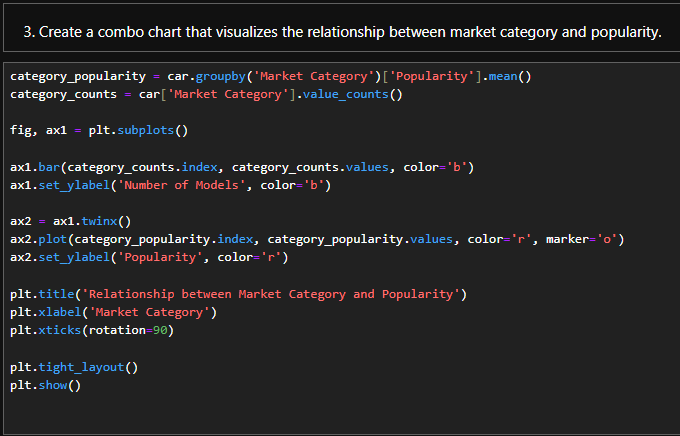 3. Create a combo chart that visualizes the relationship between market category and popularity.
category_popularity = car.groupby('Market Category')['Popularity'].mean()
category_counts = car['Market Category'].value_counts()
fig, ax1 = plt.subplots()
ax1.bar(category_counts.index, category_counts.values, color='b')
ax1.set_ylabel('Number of Models', color='b')
ax2 = ax1.twinx()
ax2.plot(category_popularity.index, category_popularity.values, color='r', marker='o')
ax2.set_ylabel('Popularity', color='r')
plt.title('Relationship between Market Category and Popularity')
plt.xlabel('Market Category')
plt.xticks(rotation=90)
plt.tight_layout()
plt.show()